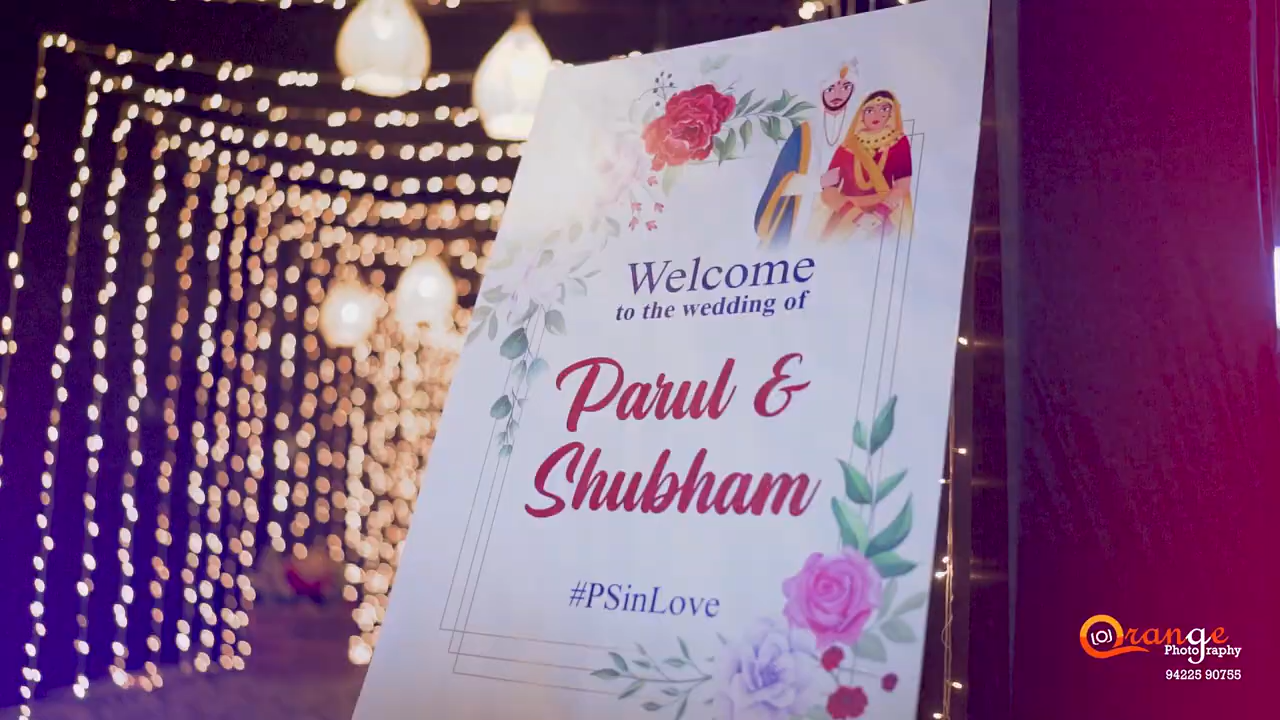 Welcome
to the wedding of
Parul &
Shubham
#PSinLove
Orange
Photography
94225 90755